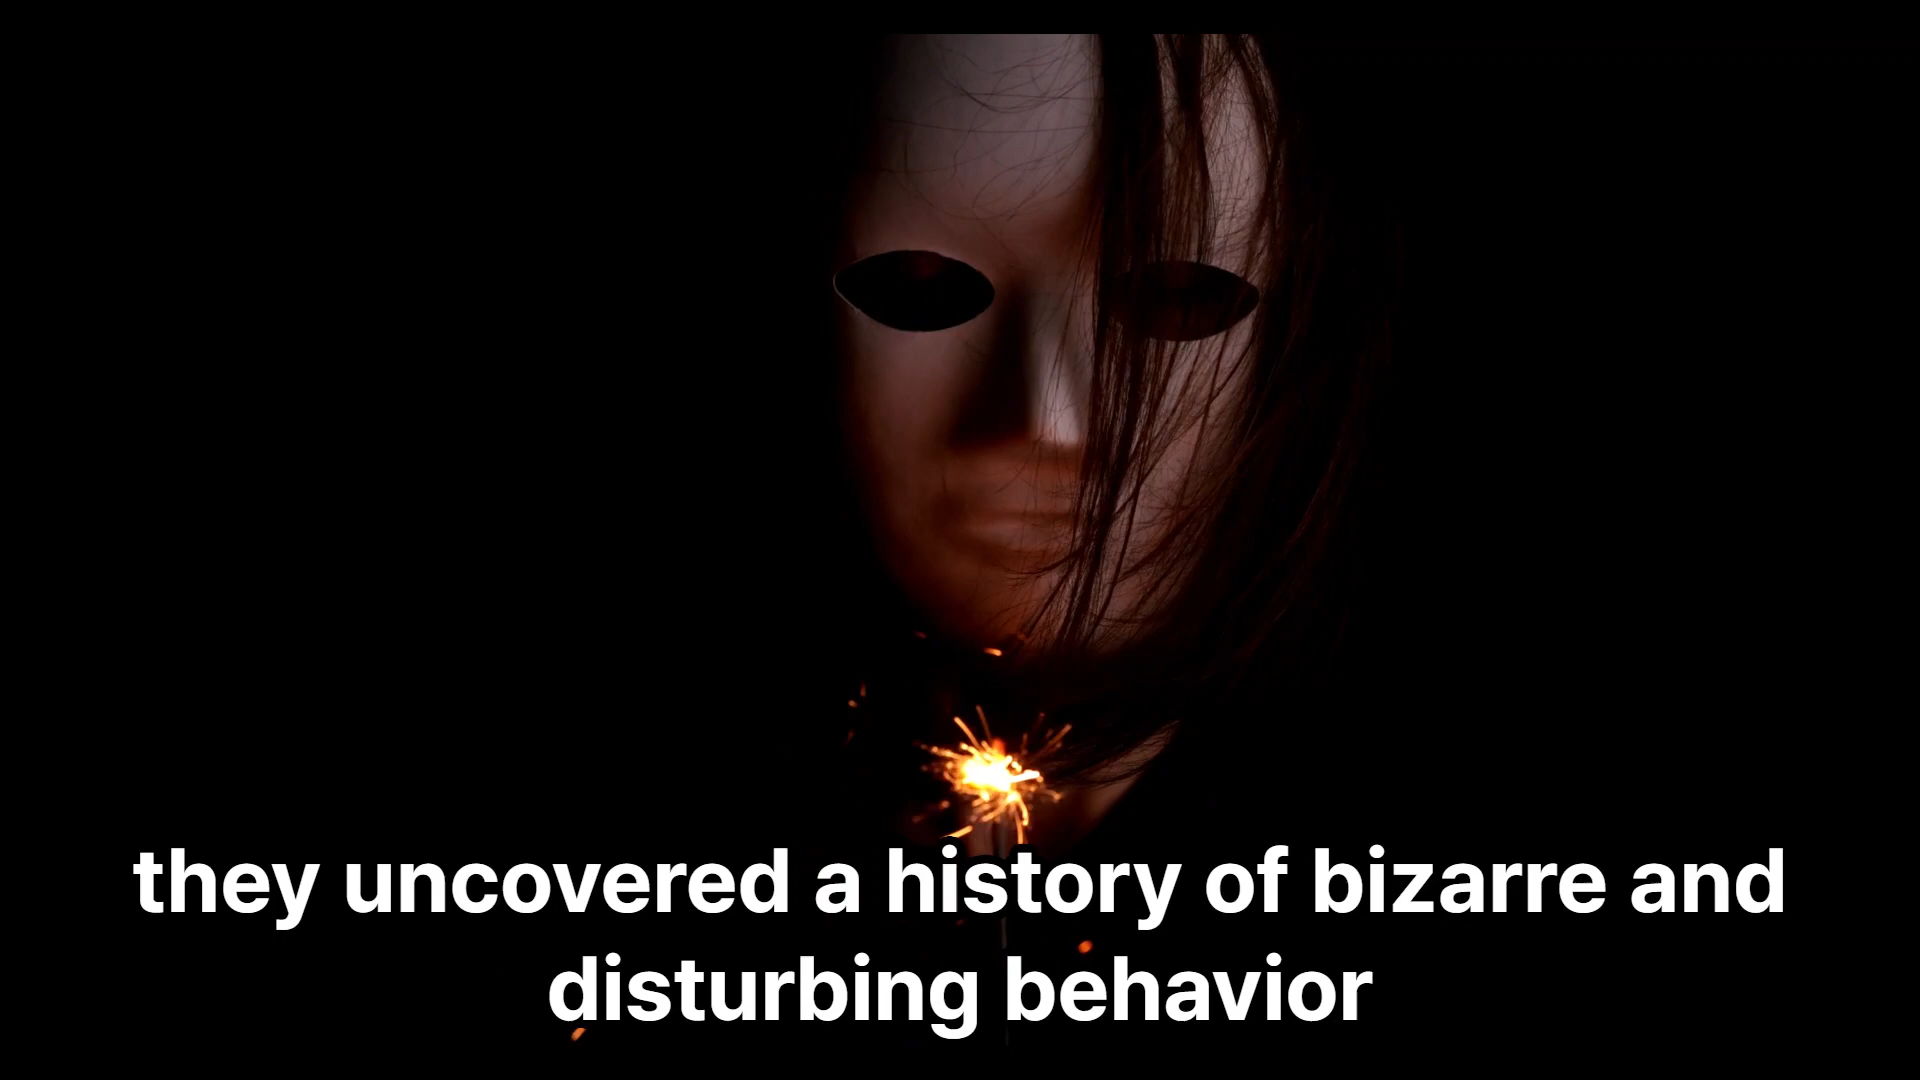 they uncovered a history of bizarre and
disturbing behavior